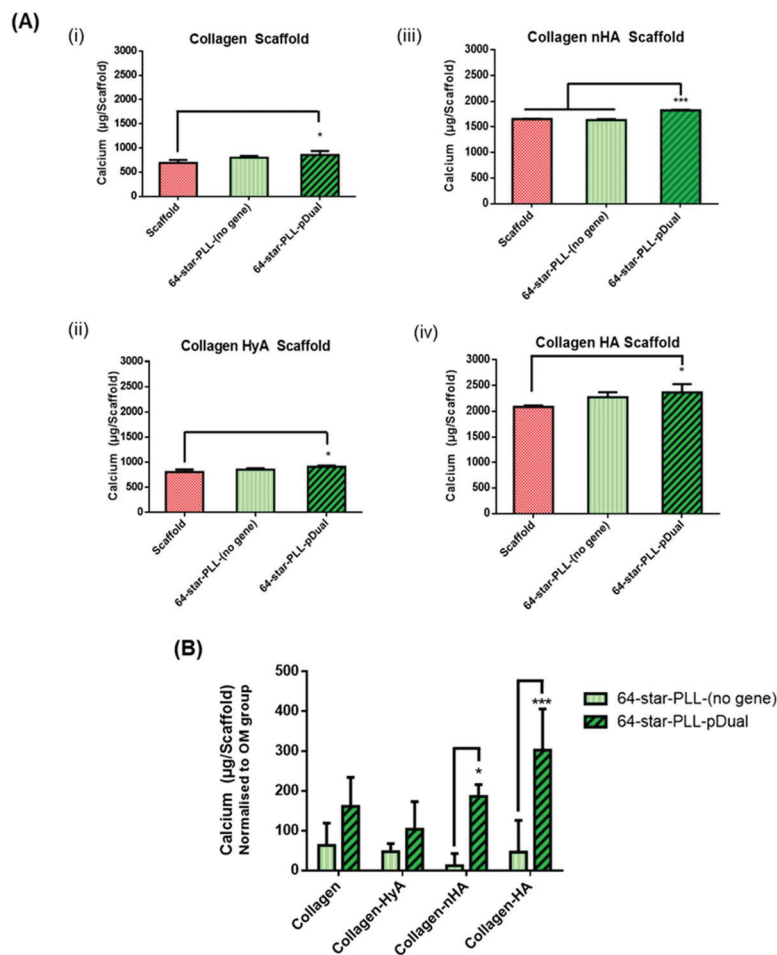 (A)
(i)
Collagen Scaffold
Calcium (µg/Scaffold)
3000
2500
2000
1500
1000
500
*
Scaffold
64-star-PLL-(no gene)
64-star-PLL-pDual
(iii)
Collagen nHA Scaffold
Calcium (µg/Scaffold)
3000
2500
2000
1500
1000
500
0
***
Scaffold
64-star-PLL-(no gene)
64-star-PLL-pDual
(ii)
Collagen HyA Scaffold
Calcium (µg/Scaffold)
3000
2500
2000
1500
1000
500
0
*
Scaffold
64-star-PLL-(no gene)
64-star-PLL-pDual
(iv)
Collagen HA Scaffold
Calcium (µg/Scaffold)
3000
2500
2000
1500
1000
500
0
*
Scaffold
64-star-PLL-(no gene)
64-star-PLL-pDual
(B)
Calcium (µg/Scaffold)
Normalised to OM group
500
400
300
200
100
0
*
***
Collagen
Collagen-HyA
Collagen-nHA
Collagen-HA
64-star-PLL-(no gene)
64-star-PLL-pDual